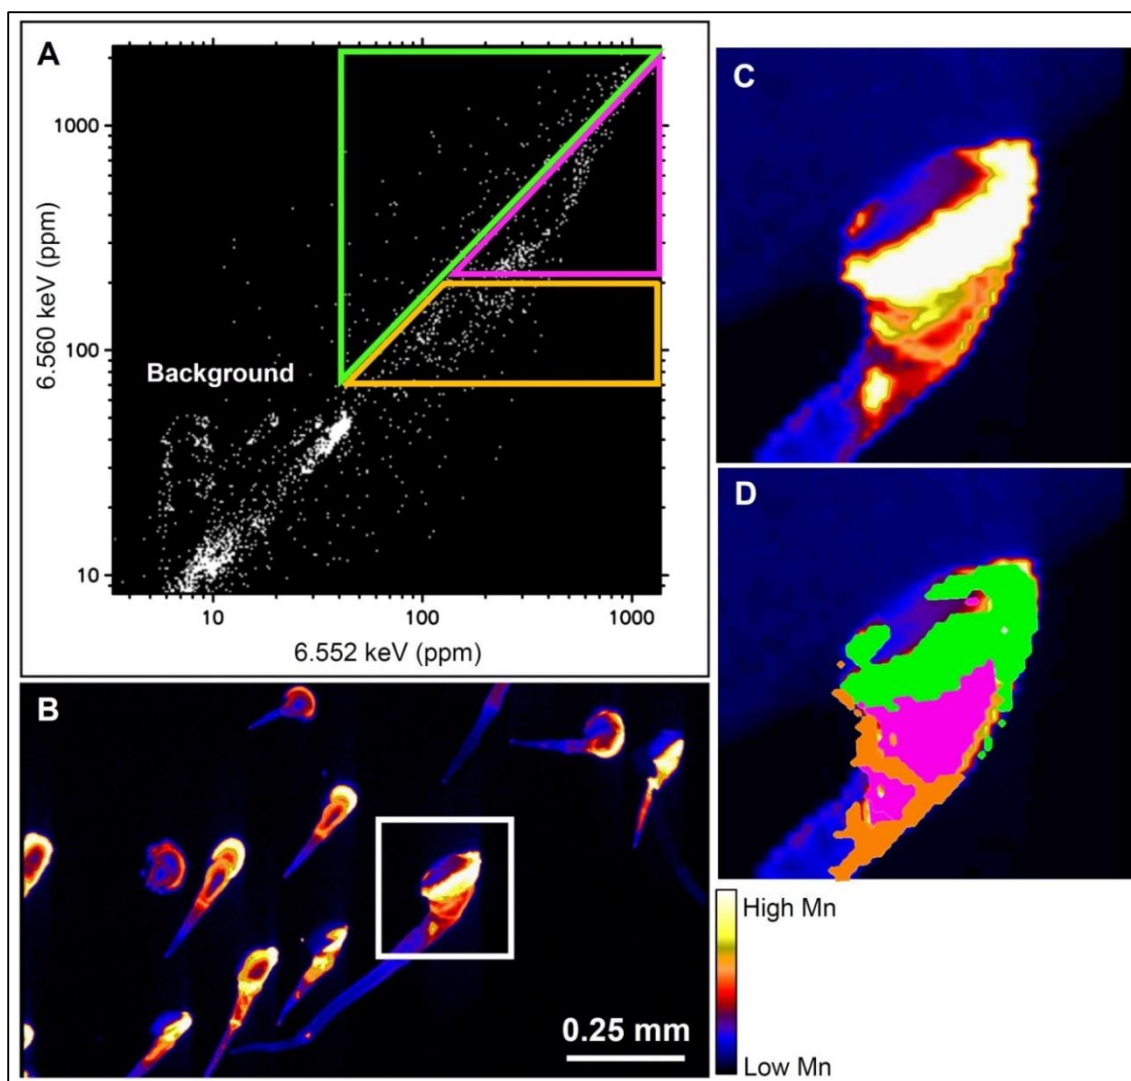 A
1000
100
10
6.560 keV (ppm)
Background
10
100
1000
6.552 keV (ppm)
B
0.25 mm
C
D
High Mn
Low Mn